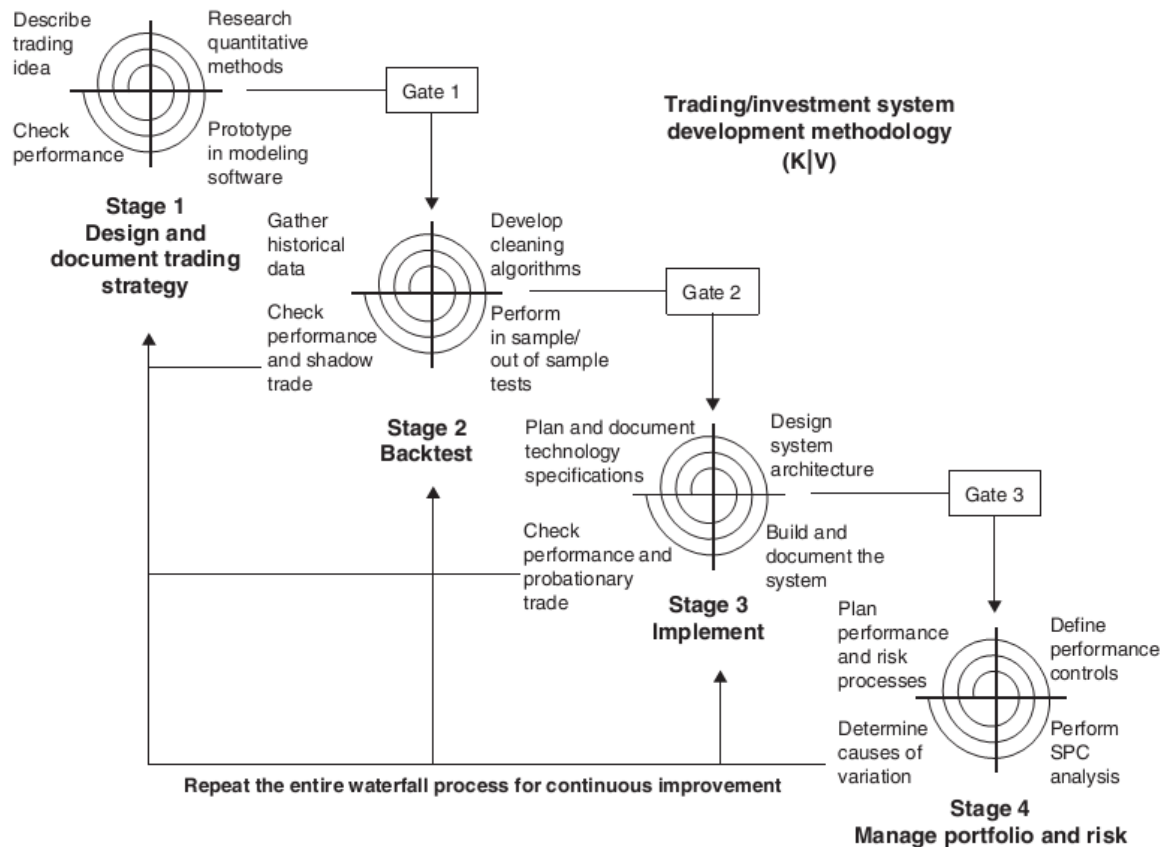 Describe
trading
idea
Research
quantitative
methods
Check
performance
Prototype
in modeling
software
Gate 1
Trading/investment system
development methodology
(K|V)
Stage 1
Design and
document trading
strategy
Gather
historical
data
Develop
cleaning
algorithms
Check
performance
and shadow
trade
Perform
in sample/
out of sample
tests
Gate 2
Stage 2
Backtest
Plan and document
technology
specifications
Design
system
architecture
Check
performance and
probationary
trade
Build and
document the
system
Gate 3
Stage 3
Implement
Plan
performance
and risk
processes
Define
performance
controls
Determine
causes of
variation
Perform
SPC
analysis
Repeat the entire waterfall process for continuous improvement
Stage 4
Manage portfolio and risk